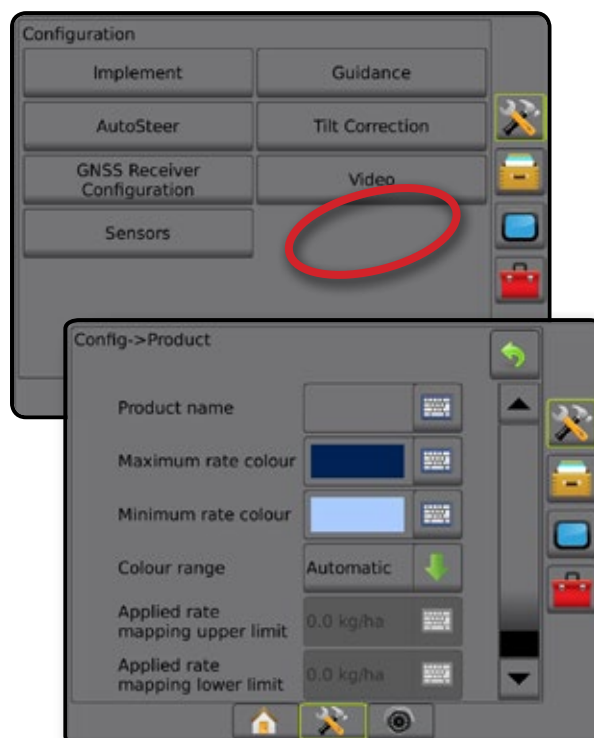 Configuration
Implement
Guidance
AutoSteer
Tilt Correction
GNSS Receiver
Configuration
Video
Sensors
Config->Product
Product name
Maximum rate colour
Minimum rate colour
Colour range
Automatic
Applied rate
mapping upper limit
0.0 kg/ha
Applied rate
mapping lower limit
0.0 kg/ha